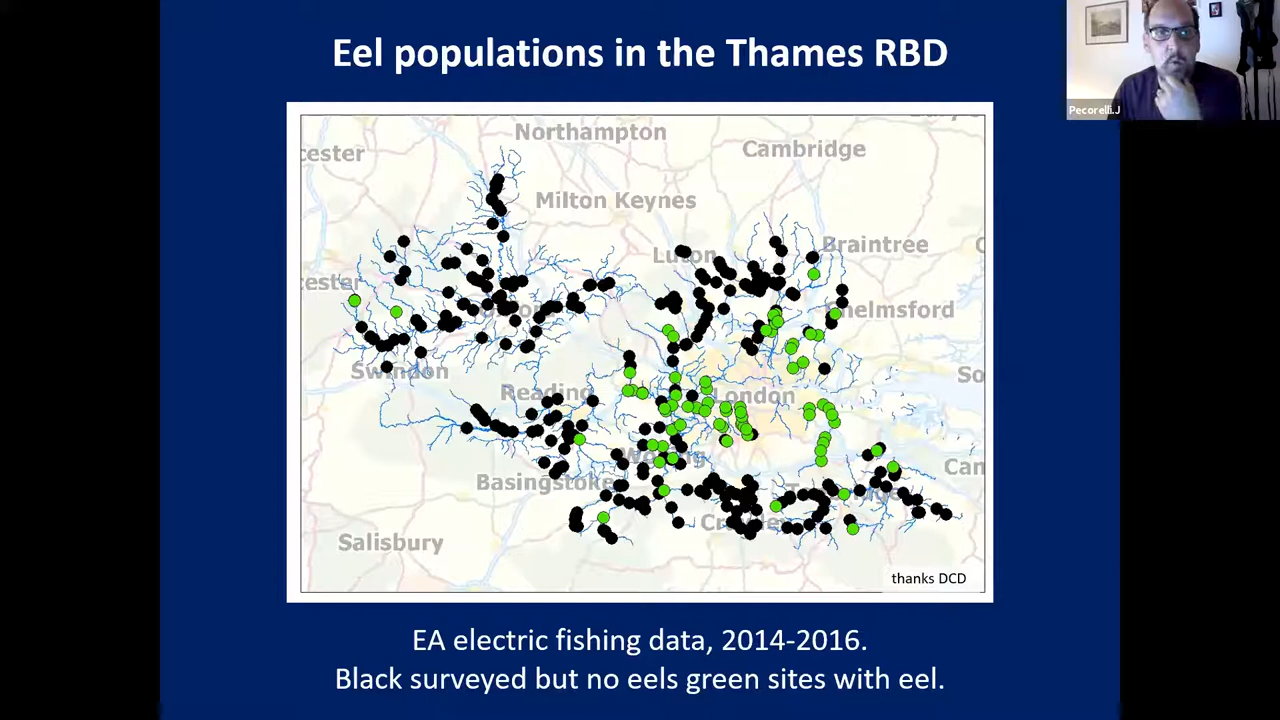 Eel populations in the Thames RBD
Pecorelli.J
Northampton
cester
Cambridge
Milton Keynes
Braintree
Luton
cester
helmsford
Swindon
So
Reading
London
Can
Basingstoke
Salisbury
thanks DCD
EA electric fishing data, 2014-2016.
Black surveyed but no eels green sites with eel.